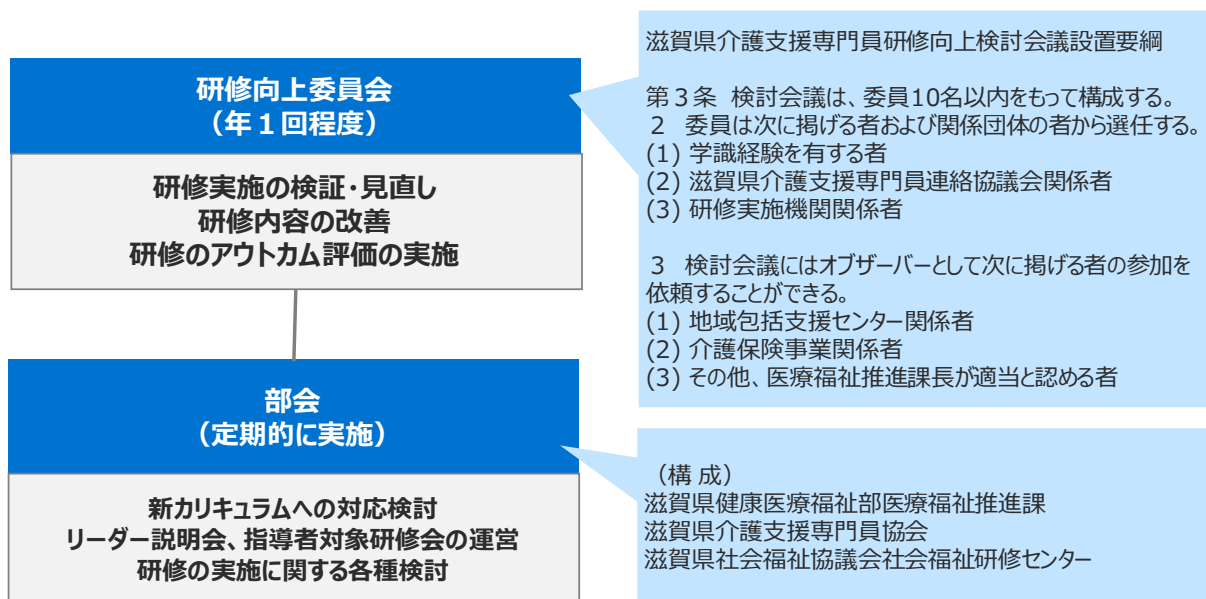 研修向上委員会
（年１回程度）
研修実施の検証・見直し
研修内容の改善
研修のアウトカム評価の実施
滋賀県介護支援専門員研修向上検討会議設置要綱
第３条 検討会議は、委員10名以内をもって構成する。
２　委員は次に掲げる者および関係団体の者から選任する。
(1) 学識経験を有する者
(2) 滋賀県介護支援専門員連絡協議会関係者
(3) 研修実施機関関係者
３　検討会議にはオブザーバーとして次に掲げる者の参加を
依頼することができる。
(1) 地域包括支援センター関係者
(2) 介護保険事業関係者
(3) その他、医療福祉推進課長が適当と認める者
部会
（定期的に実施）
新カリキュラムへの対応検討
リーダー説明会、指導者対象研修会の運営
研修の実施に関する各種検討
（構 成）
滋賀県健康医療福祉部医療福祉推進課
滋賀県介護支援専門員協会
滋賀県社会福祉協議会社会福祉研修センター